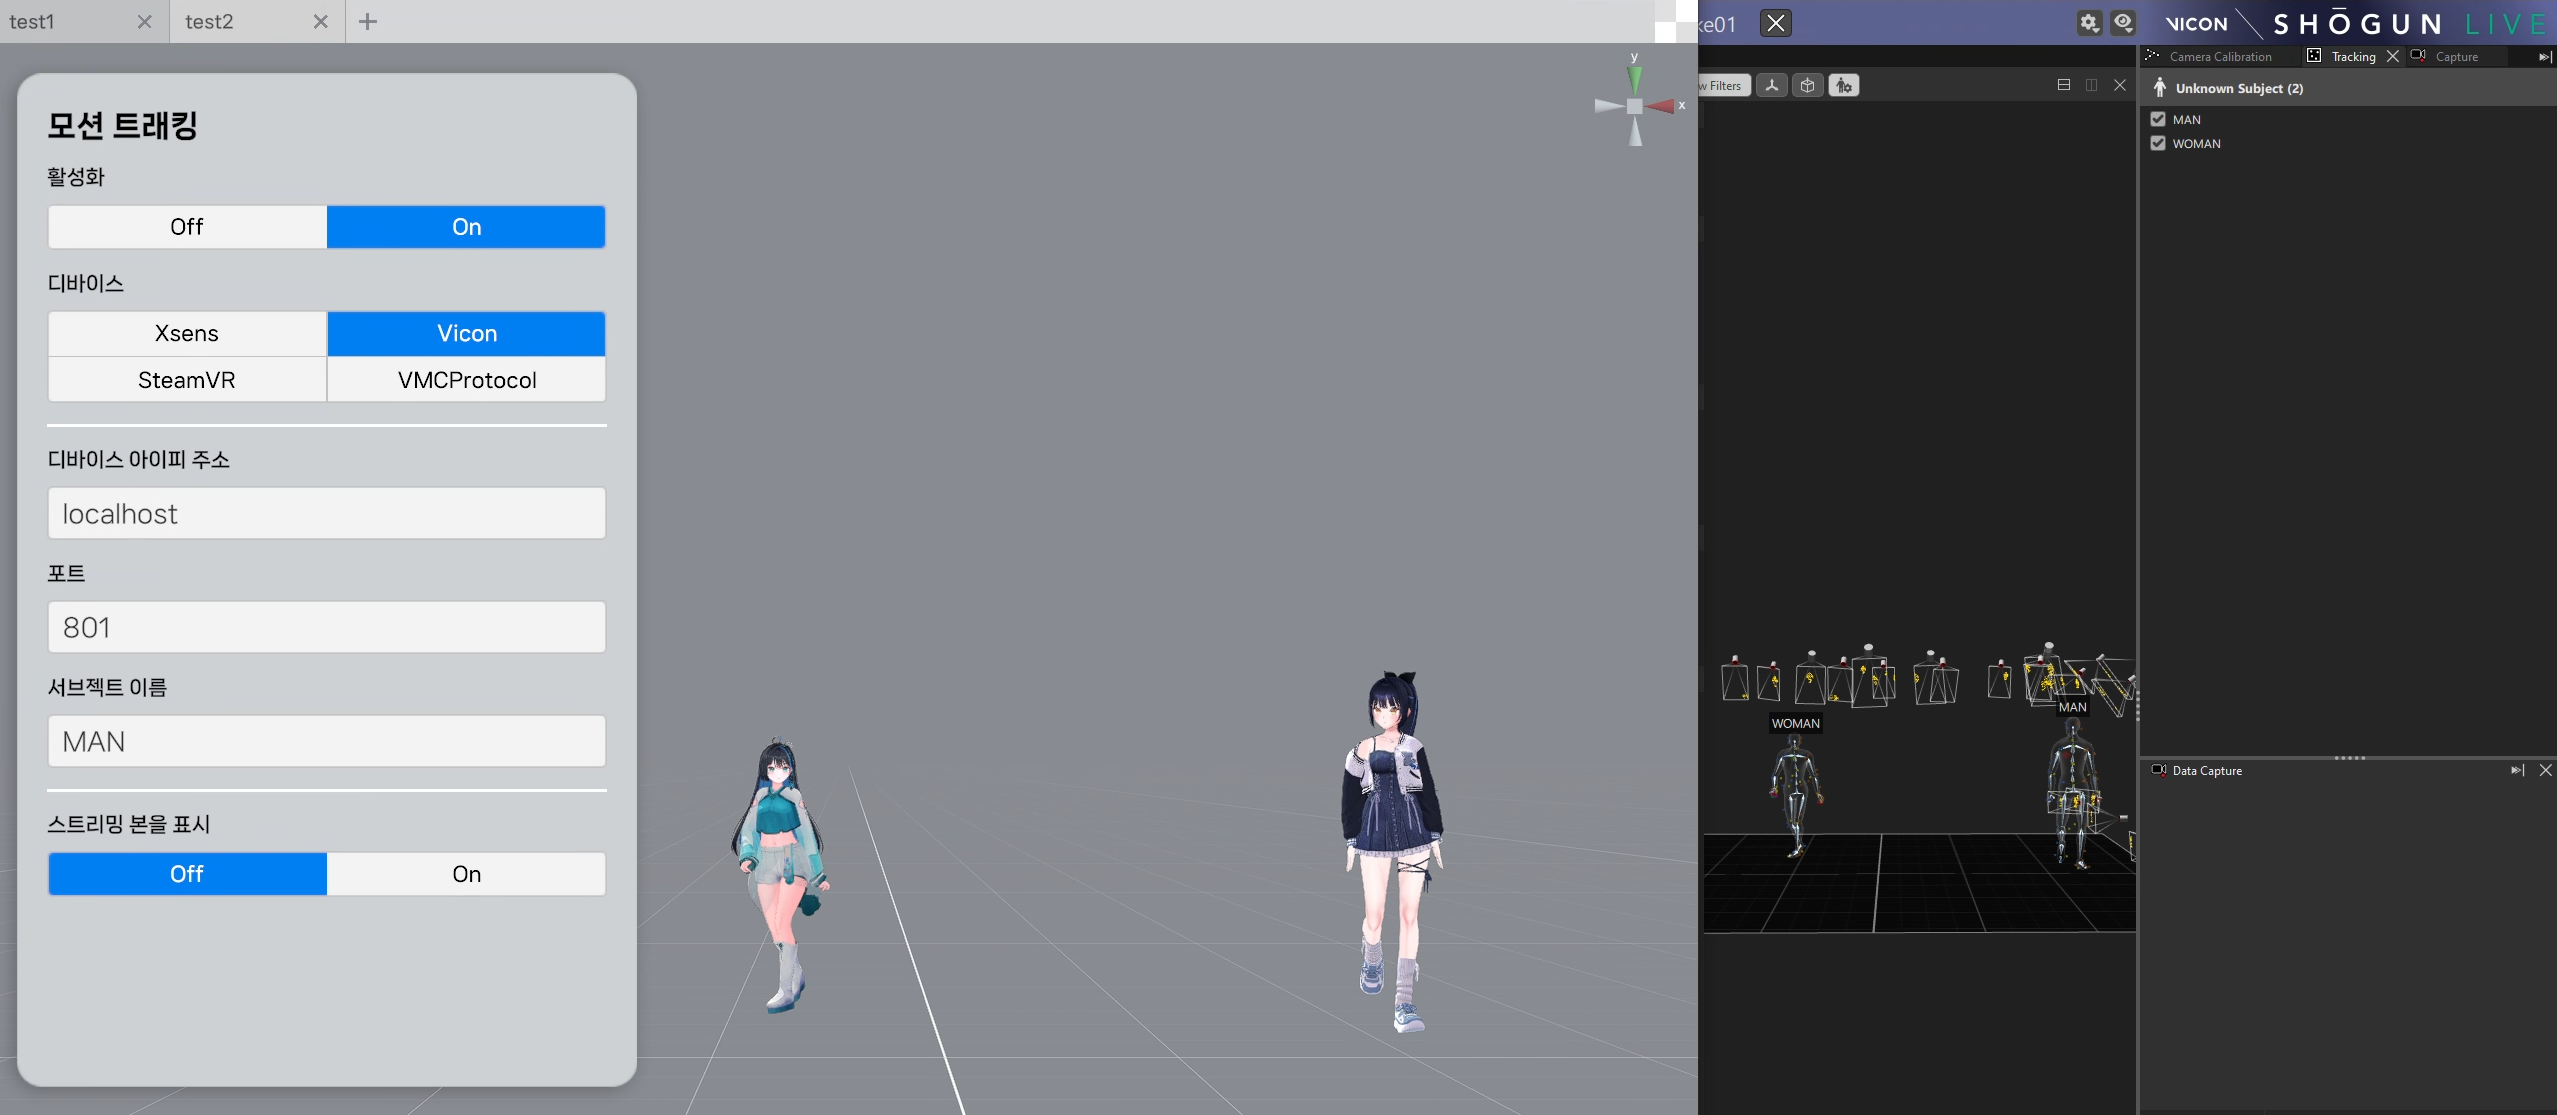 test1
test2
모션 트래킹
활성화
Off On
디바이스
Xsens Vicon
SteamVR VMCProtocol
디바이스 아이피 주소
localhost
포트
801
서브젝트 이름
MAN
스트리밍 본을 표시
Off On
y
x
ke01
VICON SHŌGUN LIVE
Camera Calibration Tracking Capture
w Filters
Unknown Subject (2)
MAN
WOMAN
WOMAN
MAN
Data Capture